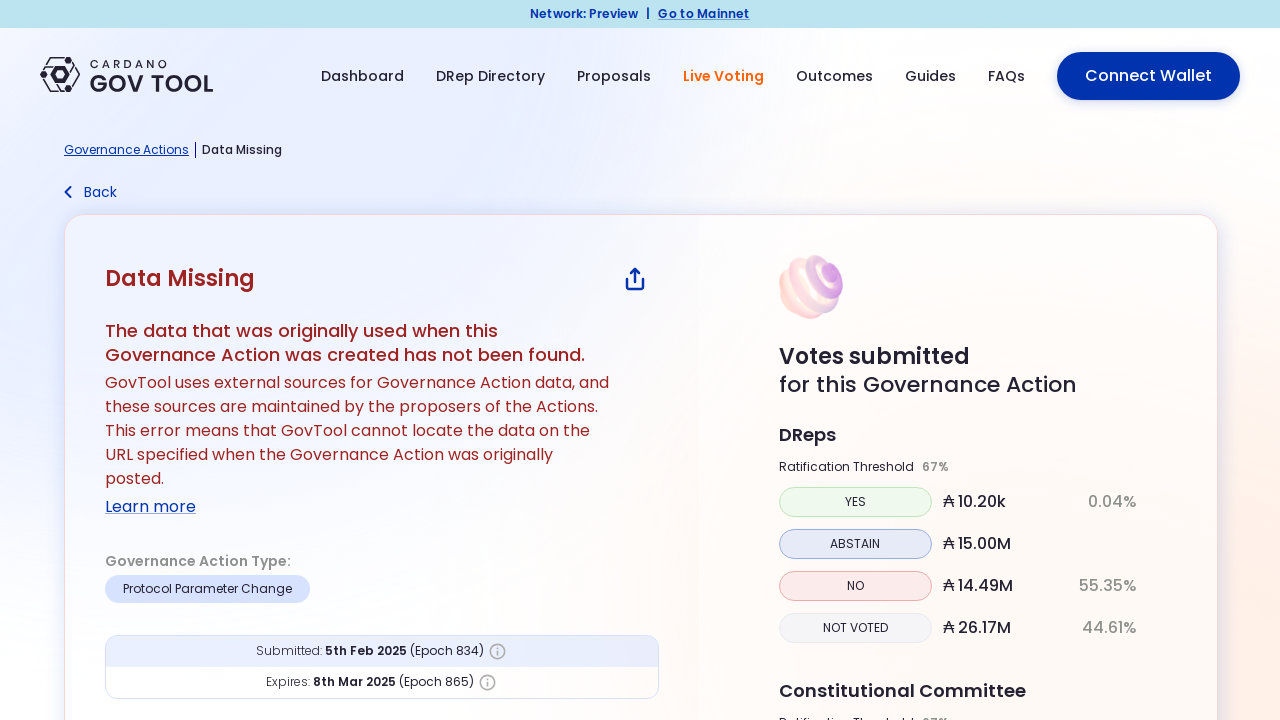 Network: Preview | Go to Mainnet
CARDANO
GOV TOOL
Dashboard
DRep Directory
Proposals
Live Voting
Outcomes
Guides
FAQs
Connect Wallet
Governance Actions | Data Missing
Back
Data Missing
The data that was originally used when this
Governance Action was created has not been found.
GovTool uses external sources for Governance Action data, and
these sources are maintained by the proposers of the Actions.
This error means that GovTool cannot locate the data on the
URL specified when the Governance Action was originally
posted.
Learn more
Governance Action Type:
Protocol Parameter Change
Submitted: 5th Feb 2025 (Epoch 834)
Expires: 8th Mar 2025 (Epoch 865)
Votes submitted
for this Governance Action
DReps
Ratification Threshold 67%
YES ₳ 10.20k 0.04%
ABSTAIN ₳ 15.00M
NO ₳ 14.49M 55.35%
NOT VOTED ₳ 26.17M 44.61%
Constitutional Committee
Ratification Threshold 67%